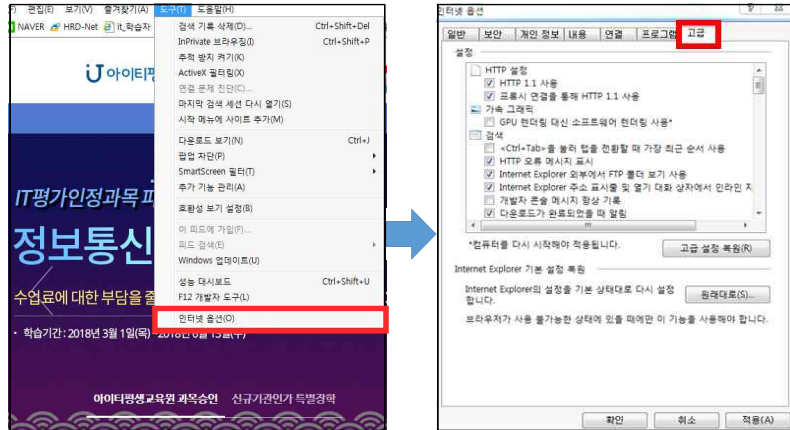 편집(E) 보기(V) 즐겨찾기(A) 도구(T) 도움말(H)
NAVER HRD-Net it_학습자
검색 기록 삭제(D)... Ctrl+Shift+Del
InPrivate 브라우징(I) Ctrl+Shift+P
추적 방지 켜기(K)
ActiveX 필터링(X)
연결 문제 진단(C)...
마지막 검색 세션 다시 열기(S)
시작 메뉴에 사이트 추가(M)
다운로드 보기(N) Ctrl+J
팝업 차단(P)
SmartScreen 필터(T)
추가 기능 관리(A)
호환성 보기 설정(B)
이 피드에 가입(F)...
피드 검색(E)
Windows 업데이트(U)
성능 대시보드 Ctrl+Shift+U
F12 개발자 도구(L)
인터넷 옵션(O)
아이티평
IT평가인정과목
정보통신
수업료에 대한 부담을 줄
• 학습기간 : 2018년 3월 1일(목)
아이티평생교육원 과목승인 신규기관인가 특별장학
인터넷 옵션
일반 보안 개인 정보 내용 연결 프로그램 고급
설정
HTTP 설정
HTTP 1.1 사용
프록시 연결을 통해 HTTP 1.1 사용
가속 그래픽
GPU 렌더링 대신 소프트웨어 렌더링 사용*
검색
<Ctrl+Tab>을 눌러 탭을 전환할 때 가장 최근 순서 사용
HTTP 오류 메시지 표시
Internet Explorer 외부에서 FTP 폴더 보기 사용
Internet Explorer 주소 표시줄 및 열기 대화 상자에서 인라인 자
개발자 콘솔 메시지 항상 기록
다운로드가 완료되었을 때 알림
*컴퓨터를 다시 시작해야 적용됩니다.
고급 설정 복원(R)
Internet Explorer 기본 설정 복원
Internet Explorer의 설정을 기본 상태대로 다시 설정
합니다.
원래대로(S)...
브라우저가 사용 불가능한 상태에 있을 때에만 이 기능을 사용해야 합니다.
확인 취소 적용(A)